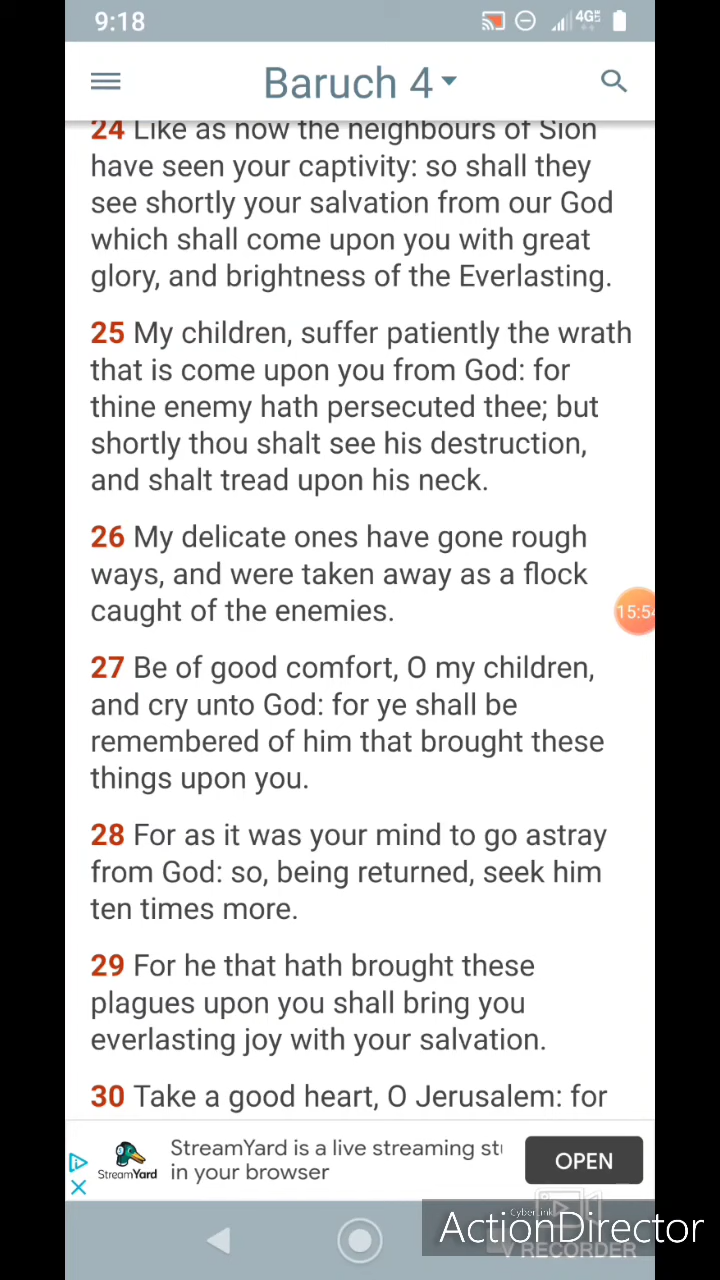 9:18
4G
Baruch 4
24 Like as now the neighbours of Sion
have seen your captivity: so shall they
see shortly your salvation from our God
which shall come upon you with great
glory, and brightness of the Everlasting.
25 My children, suffer patiently the wrath
that is come upon you from God: for
thine enemy hath persecuted thee; but
shortly thou shalt see his destruction,
and shalt tread upon his neck.
26 My delicate ones have gone rough
ways, and were taken away as a flock
caught of the enemies.
15:54
27 Be of good comfort, O my children,
and cry unto God: for ye shall be
remembered of him that brought these
things upon you.
28 For as it was your mind to go astray
from God: so, being returned, seek him
ten times more.
29 For he that hath brought these
plagues upon you shall bring you
everlasting joy with your salvation.
30 Take a good heart, O Jerusalem: for
StreamYard is a live streaming
in your browser
StreamYard
OPEN
CyberLink
ActionDirector
V RECORDER